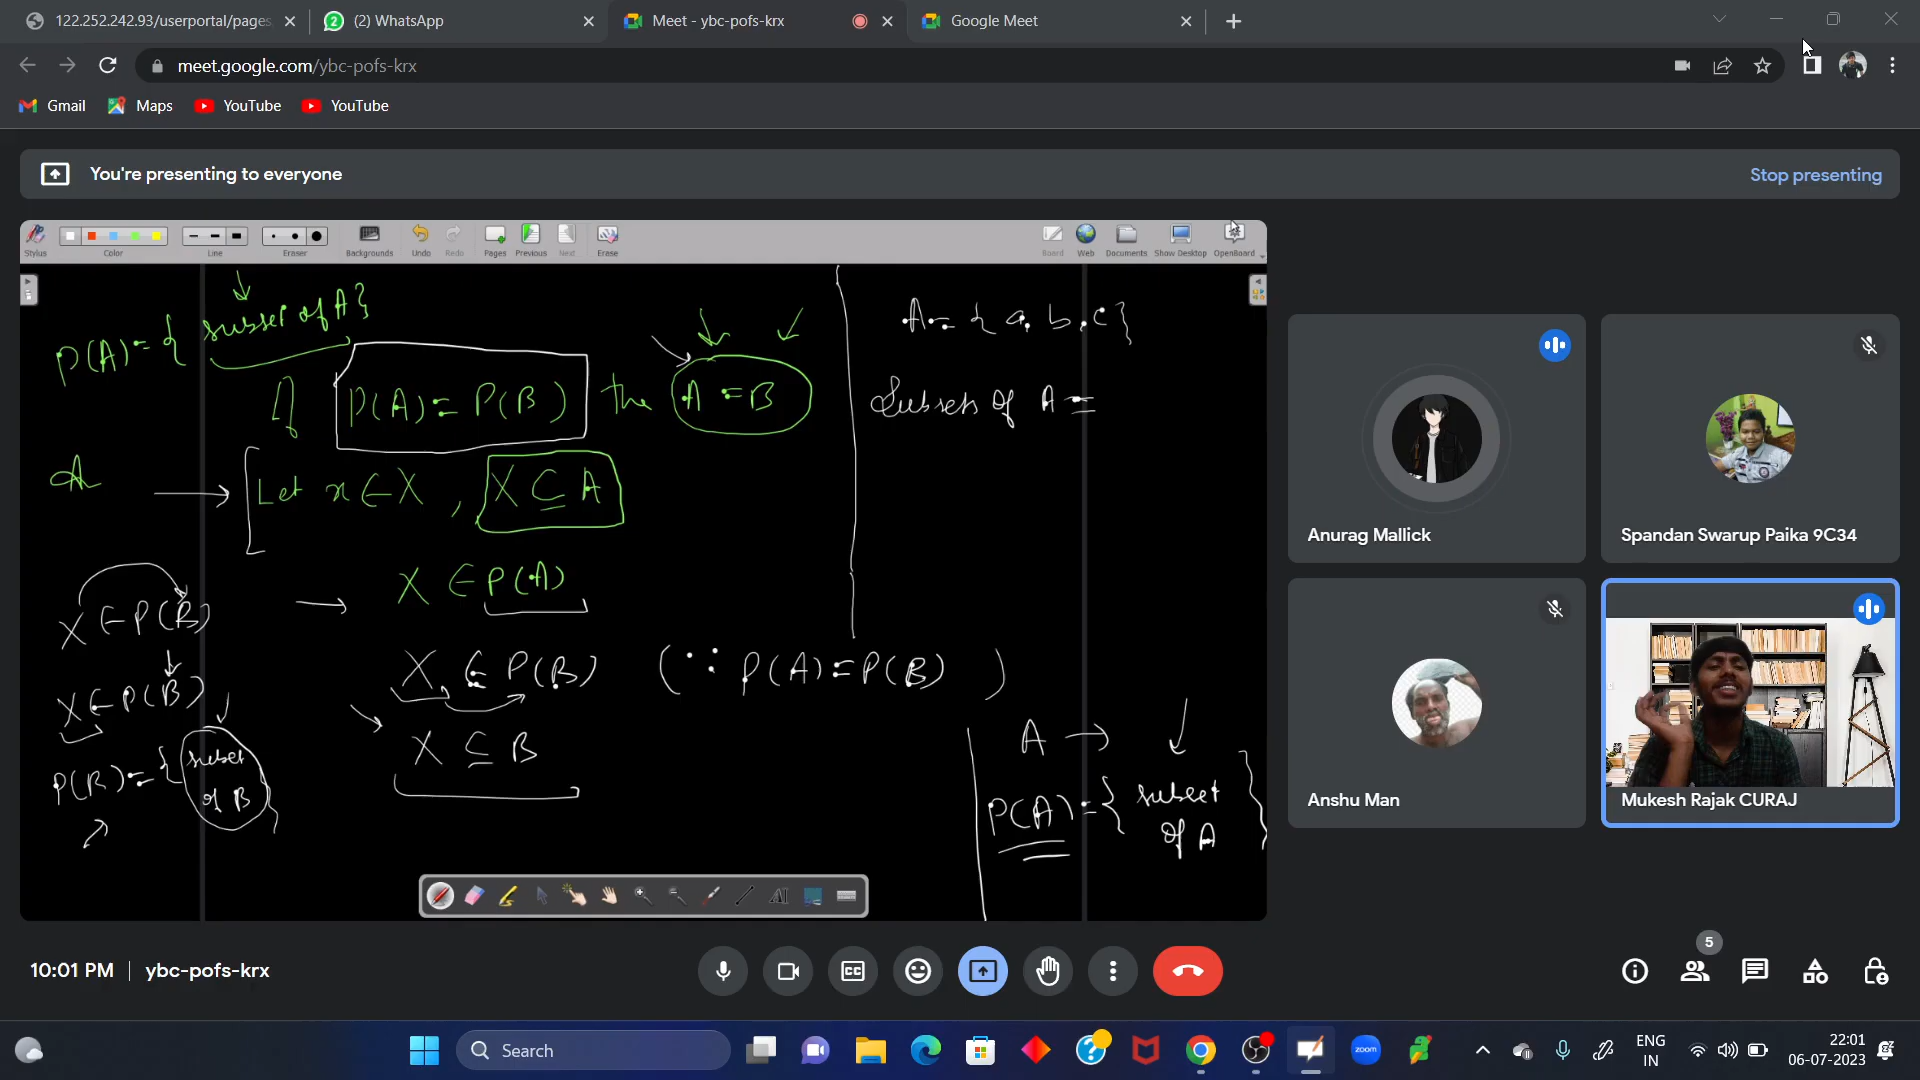 122.252.242.93/userportal/pages
(2) WhatsApp
Meet - ybc-pofs-krx
Google Meet
meet.google.com/ybc-pofs-krx
Gmail
Maps
YouTube
YouTube
You're presenting to everyone
Stop presenting
Stylus
Color
Line
Eraser
Backgrounds
Undo
Redo
Pages
Previous
Next
Erase
Board
Web
Documents
Show Desktop
OpenBoard
P(A) = { subset of A }
If P(A) = P(B) the A = B
Let x ∈ X , X ⊆ A
X ∈ P(A)
X ∈ P(B) (∵ P(A) = P(B) )
X ⊆ B
X ∈ P(B)
X ∈ P(B)
P(B) = { subset of B }
A = { a, b, c }
Subsets of A =
A →
P(A) = { subset of A }
Anurag Mallick
Spandan Swarup Paika 9C34
Anshu Man
Mukesh Rajak CURAJ
10:01 PM | ybc-pofs-krx
5
Search
zoom
ENG
IN
22:01
06-07-2023